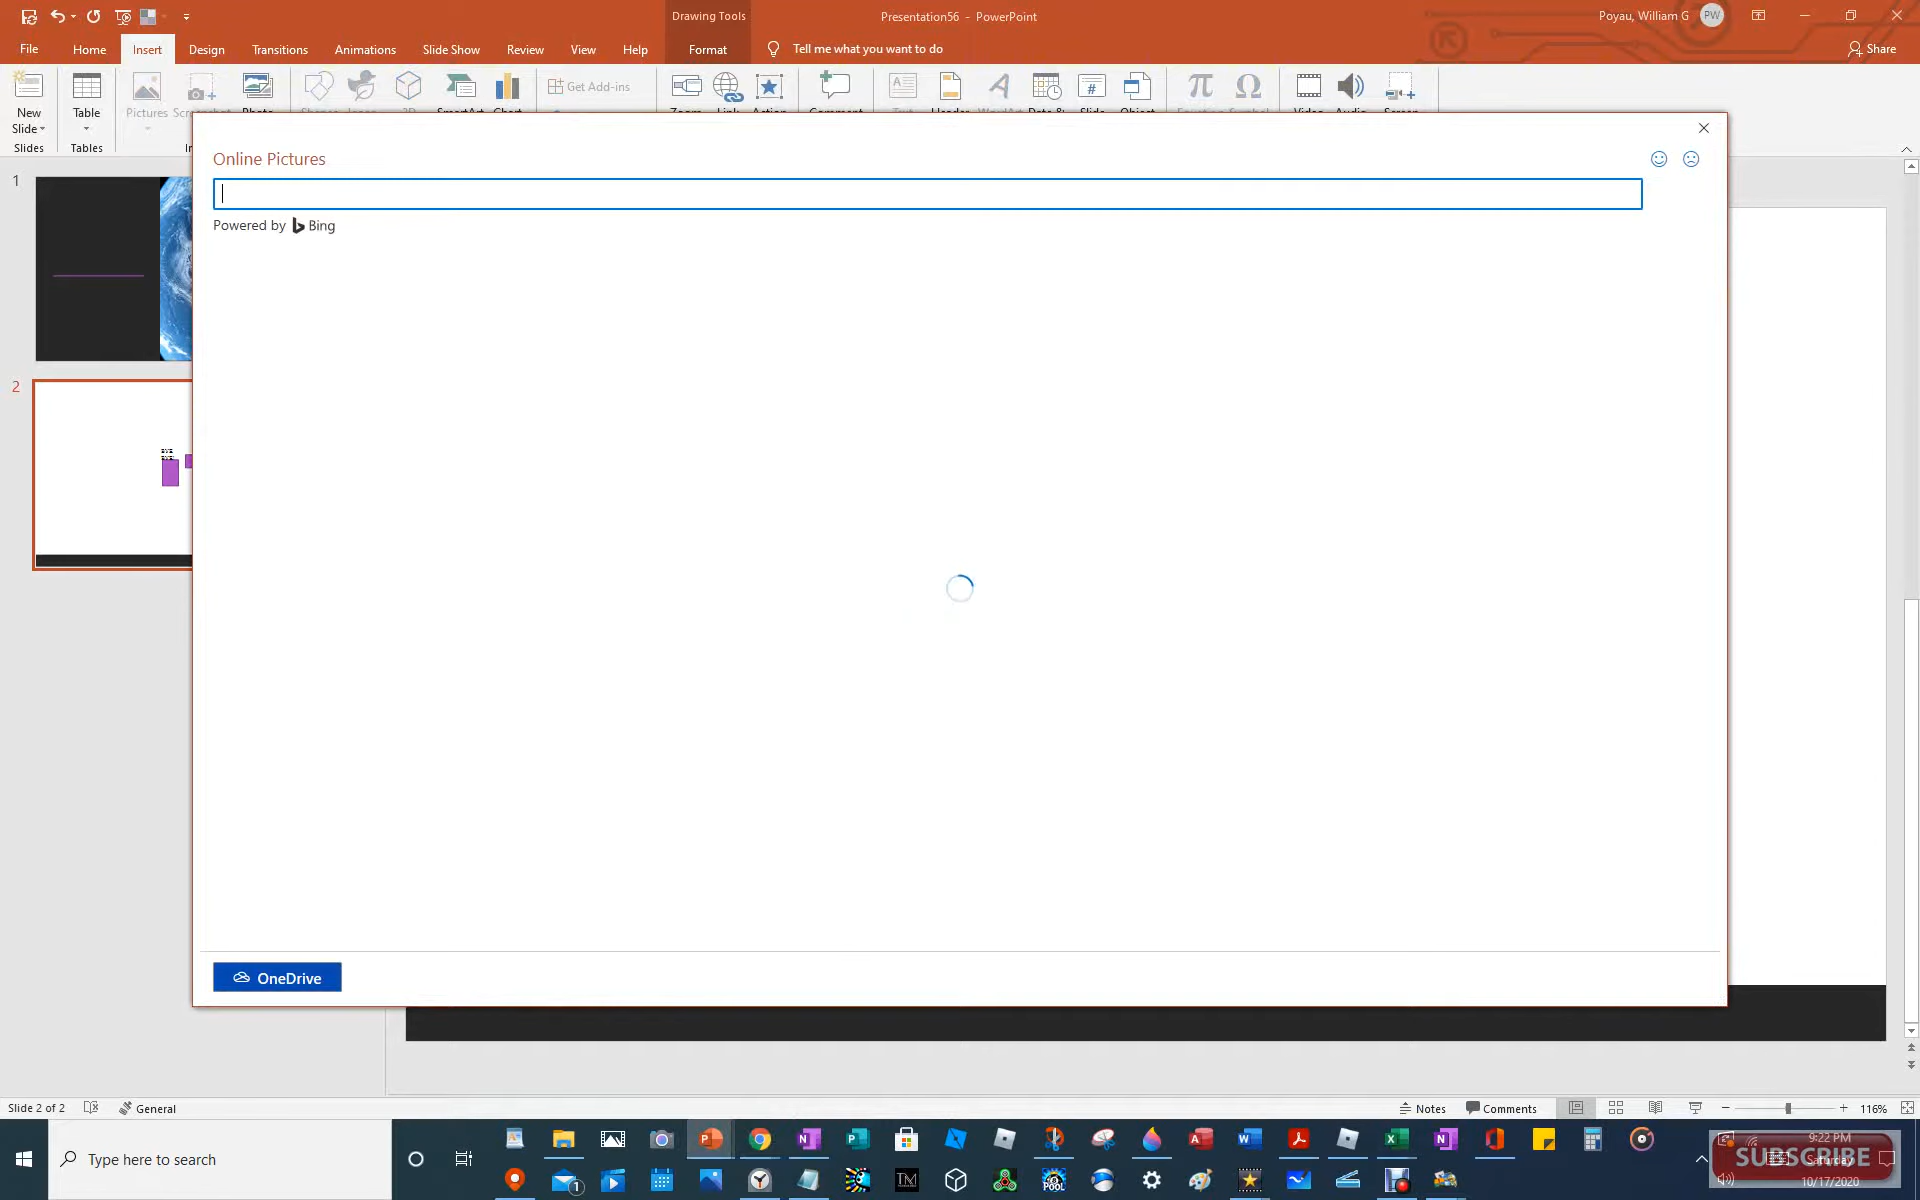 Drawing Tools
Presentation56 - PowerPoint
Poyau, William G
PW
File
Home
Insert
Design
Transitions
Animations
Slide Show
Review
View
Help
Format
Tell me what you want to do
Share
New
Slide
Slides
Table
Tables
Pictures
Get Add-ins
Online Pictures
Powered by Bing
1
2
OneDrive
Slide 2 of 2
General
Notes
Comments
116%
Type here to search
9:22 PM
Saturday
10/17/2020
SUBSCRIBE